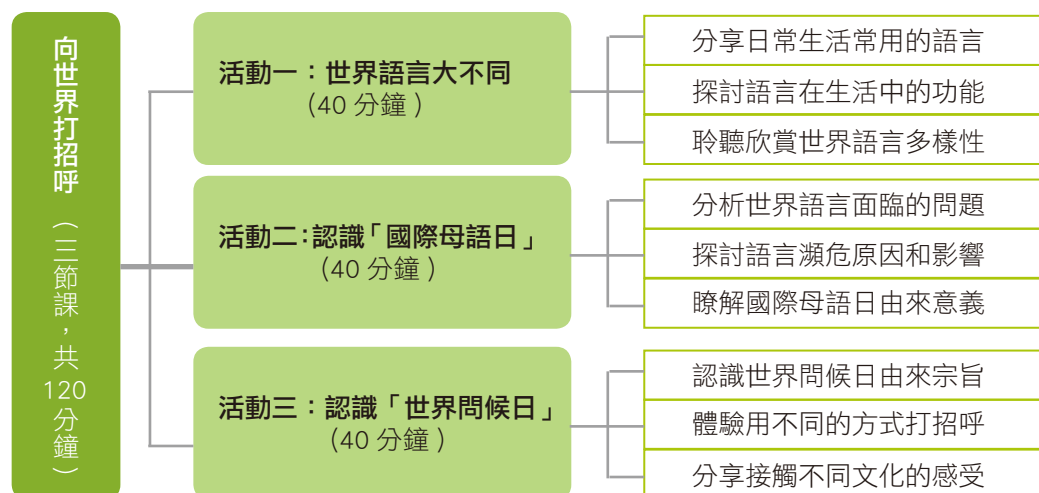 向世界打招呼（三節課，共120分鐘）
活動一：世界語言大不同
（40 分鐘）
分享日常生活常用的語言
探討語言在生活中的功能
聆聽欣賞世界語言多樣性
活動二：認識「國際母語日」
（40 分鐘）
分析世界語言面臨的問題
探討語言瀕危原因和影響
瞭解國際母語日由來意義
活動三：認識「世界問候日」
（40 分鐘）
認識世界問候日由來宗旨
體驗用不同的方式打招呼
分享接觸不同文化的感受